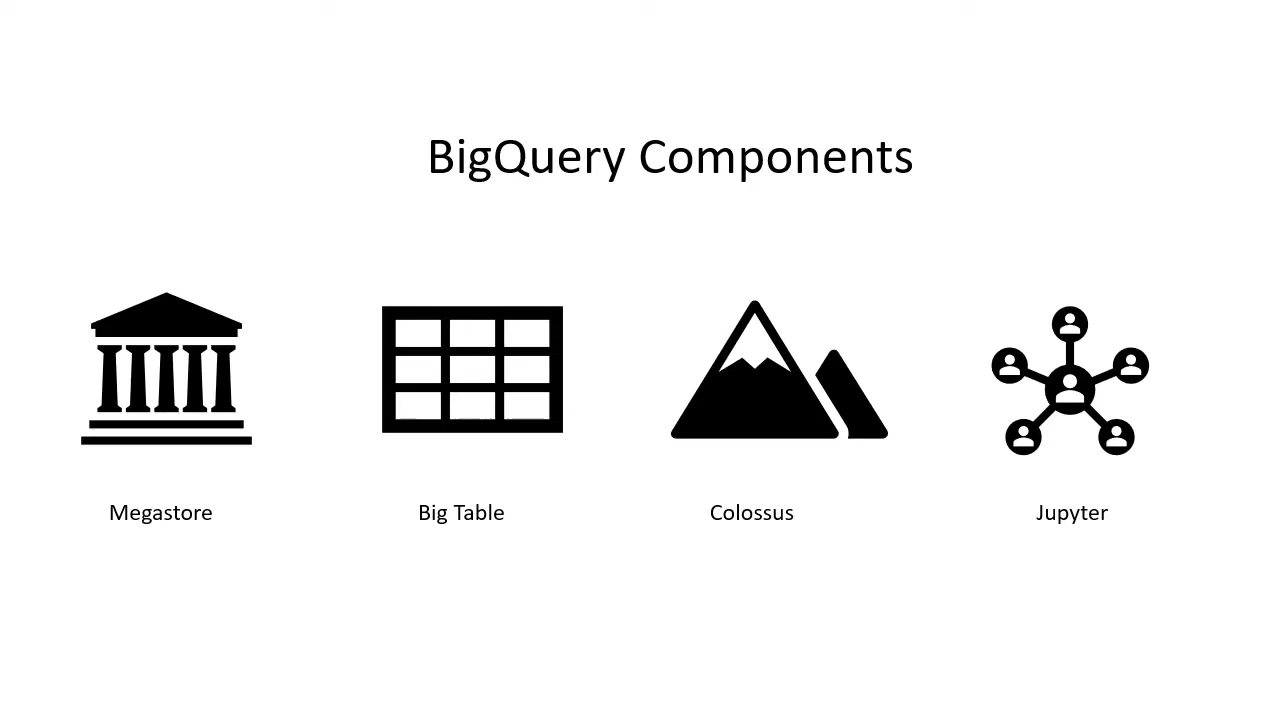 BigQuery Components
Megastore
Big Table
Colossus
Jupyter